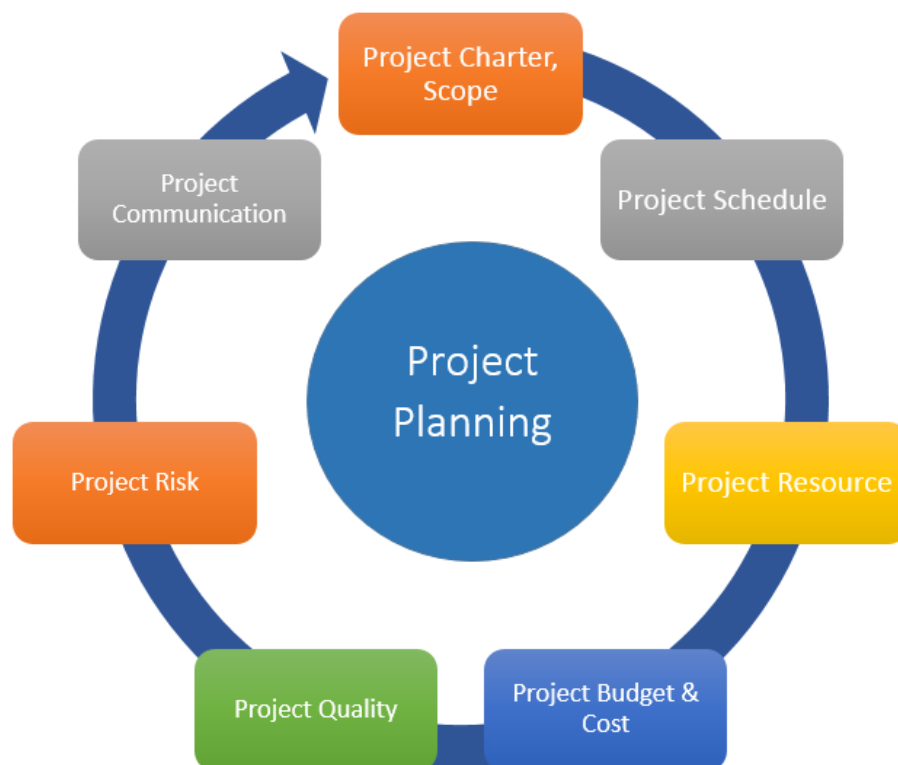 Project Charter,
Scope
Project Schedule
Project Resource
Project Budget &
Cost
Project Quality
Project Risk
Project
Communication
Project
Planning